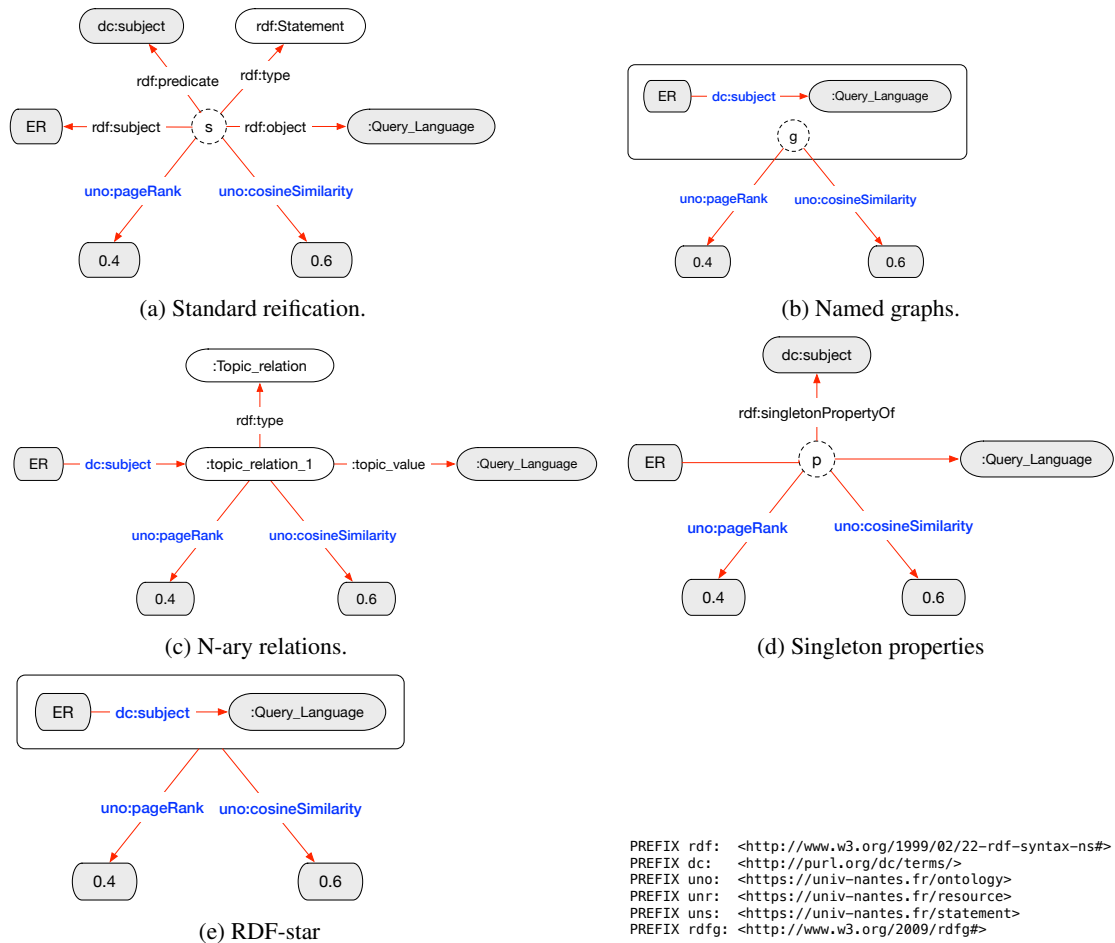 dc:subject
rdf:Statement
rdf:predicate
rdf:type
ER
rdf:subject
s
rdf:object
:Query_Language
uno:pageRank
uno:cosineSimilarity
0.4
0.6
(a) Standard reification.
ER
dc:subject
:Query_Language
g
uno:pageRank
uno:cosineSimilarity
0.4
0.6
(b) Named graphs.
:Topic_relation
rdf:type
ER
dc:subject
:topic_relation_1
:topic_value
:Query_Language
uno:pageRank
uno:cosineSimilarity
0.4
0.6
(c) N-ary relations.
dc:subject
rdf:singletonPropertyOf
ER
p
:Query_Language
uno:pageRank
uno:cosineSimilarity
0.4
0.6
(d) Singleton properties
ER
dc:subject
:Query_Language
uno:pageRank
uno:cosineSimilarity
0.4
0.6
(e) RDF-star
PREFIX rdf: <http://www.w3.org/1999/02/22-rdf-syntax-ns#>
PREFIX dc: <http://purl.org/dc/terms/>
PREFIX uno: <https://univ-nantes.fr/ontology>
PREFIX unr: <https://univ-nantes.fr/resource>
PREFIX uns: <https://univ-nantes.fr/statement>
PREFIX rdfg: <http://www.w3.org/2009/rdfg#>